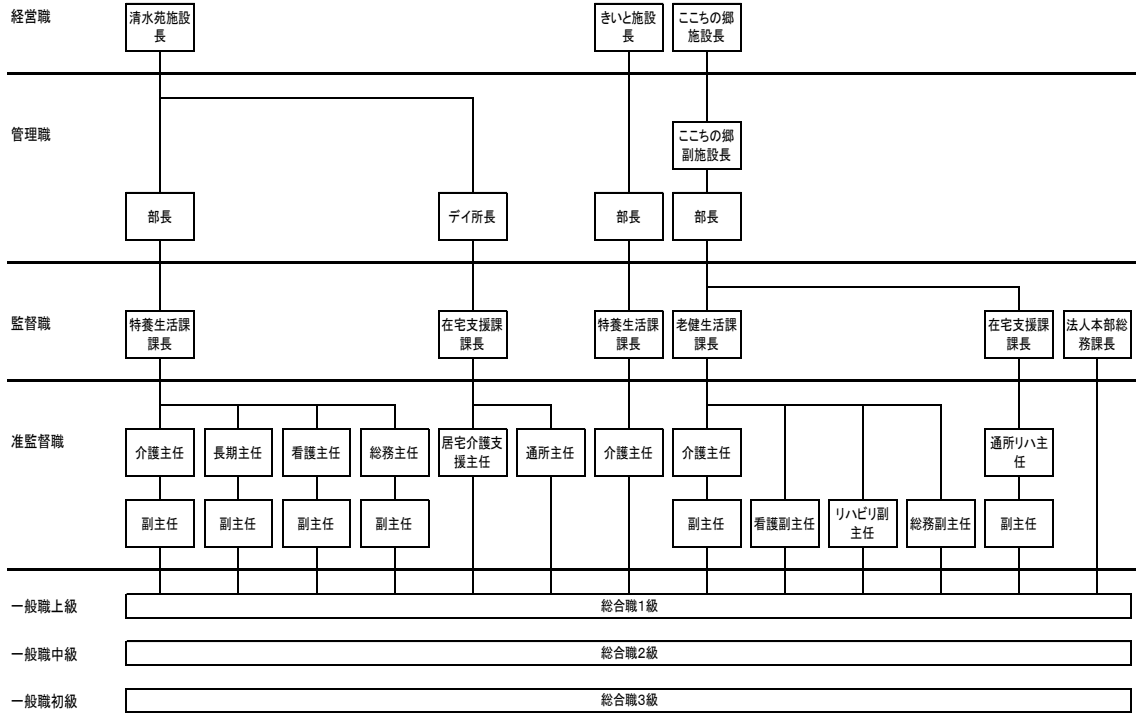 経営職
清水苑施設
長
きいと施設
長
ここちの郷
施設長
管理職
ここちの郷
副施設長
部長
デイ所長
部長
部長
監督職
特養生活課
課長
在宅支援課
課長
特養生活課
課長
老健生活課
課長
在宅支援課
課長
法人本部総
務課長
准監督職
介護主任
長期主任
看護主任
総務主任
居宅介護支
援主任
通所主任
介護主任
介護主任
通所リハ主
任
副主任
副主任
副主任
副主任
副主任
看護副主任
リハビリ副
主任
総務副主任
副主任
一般職上級
総合職1級
一般職中級
総合職2級
一般職初級
総合職3級